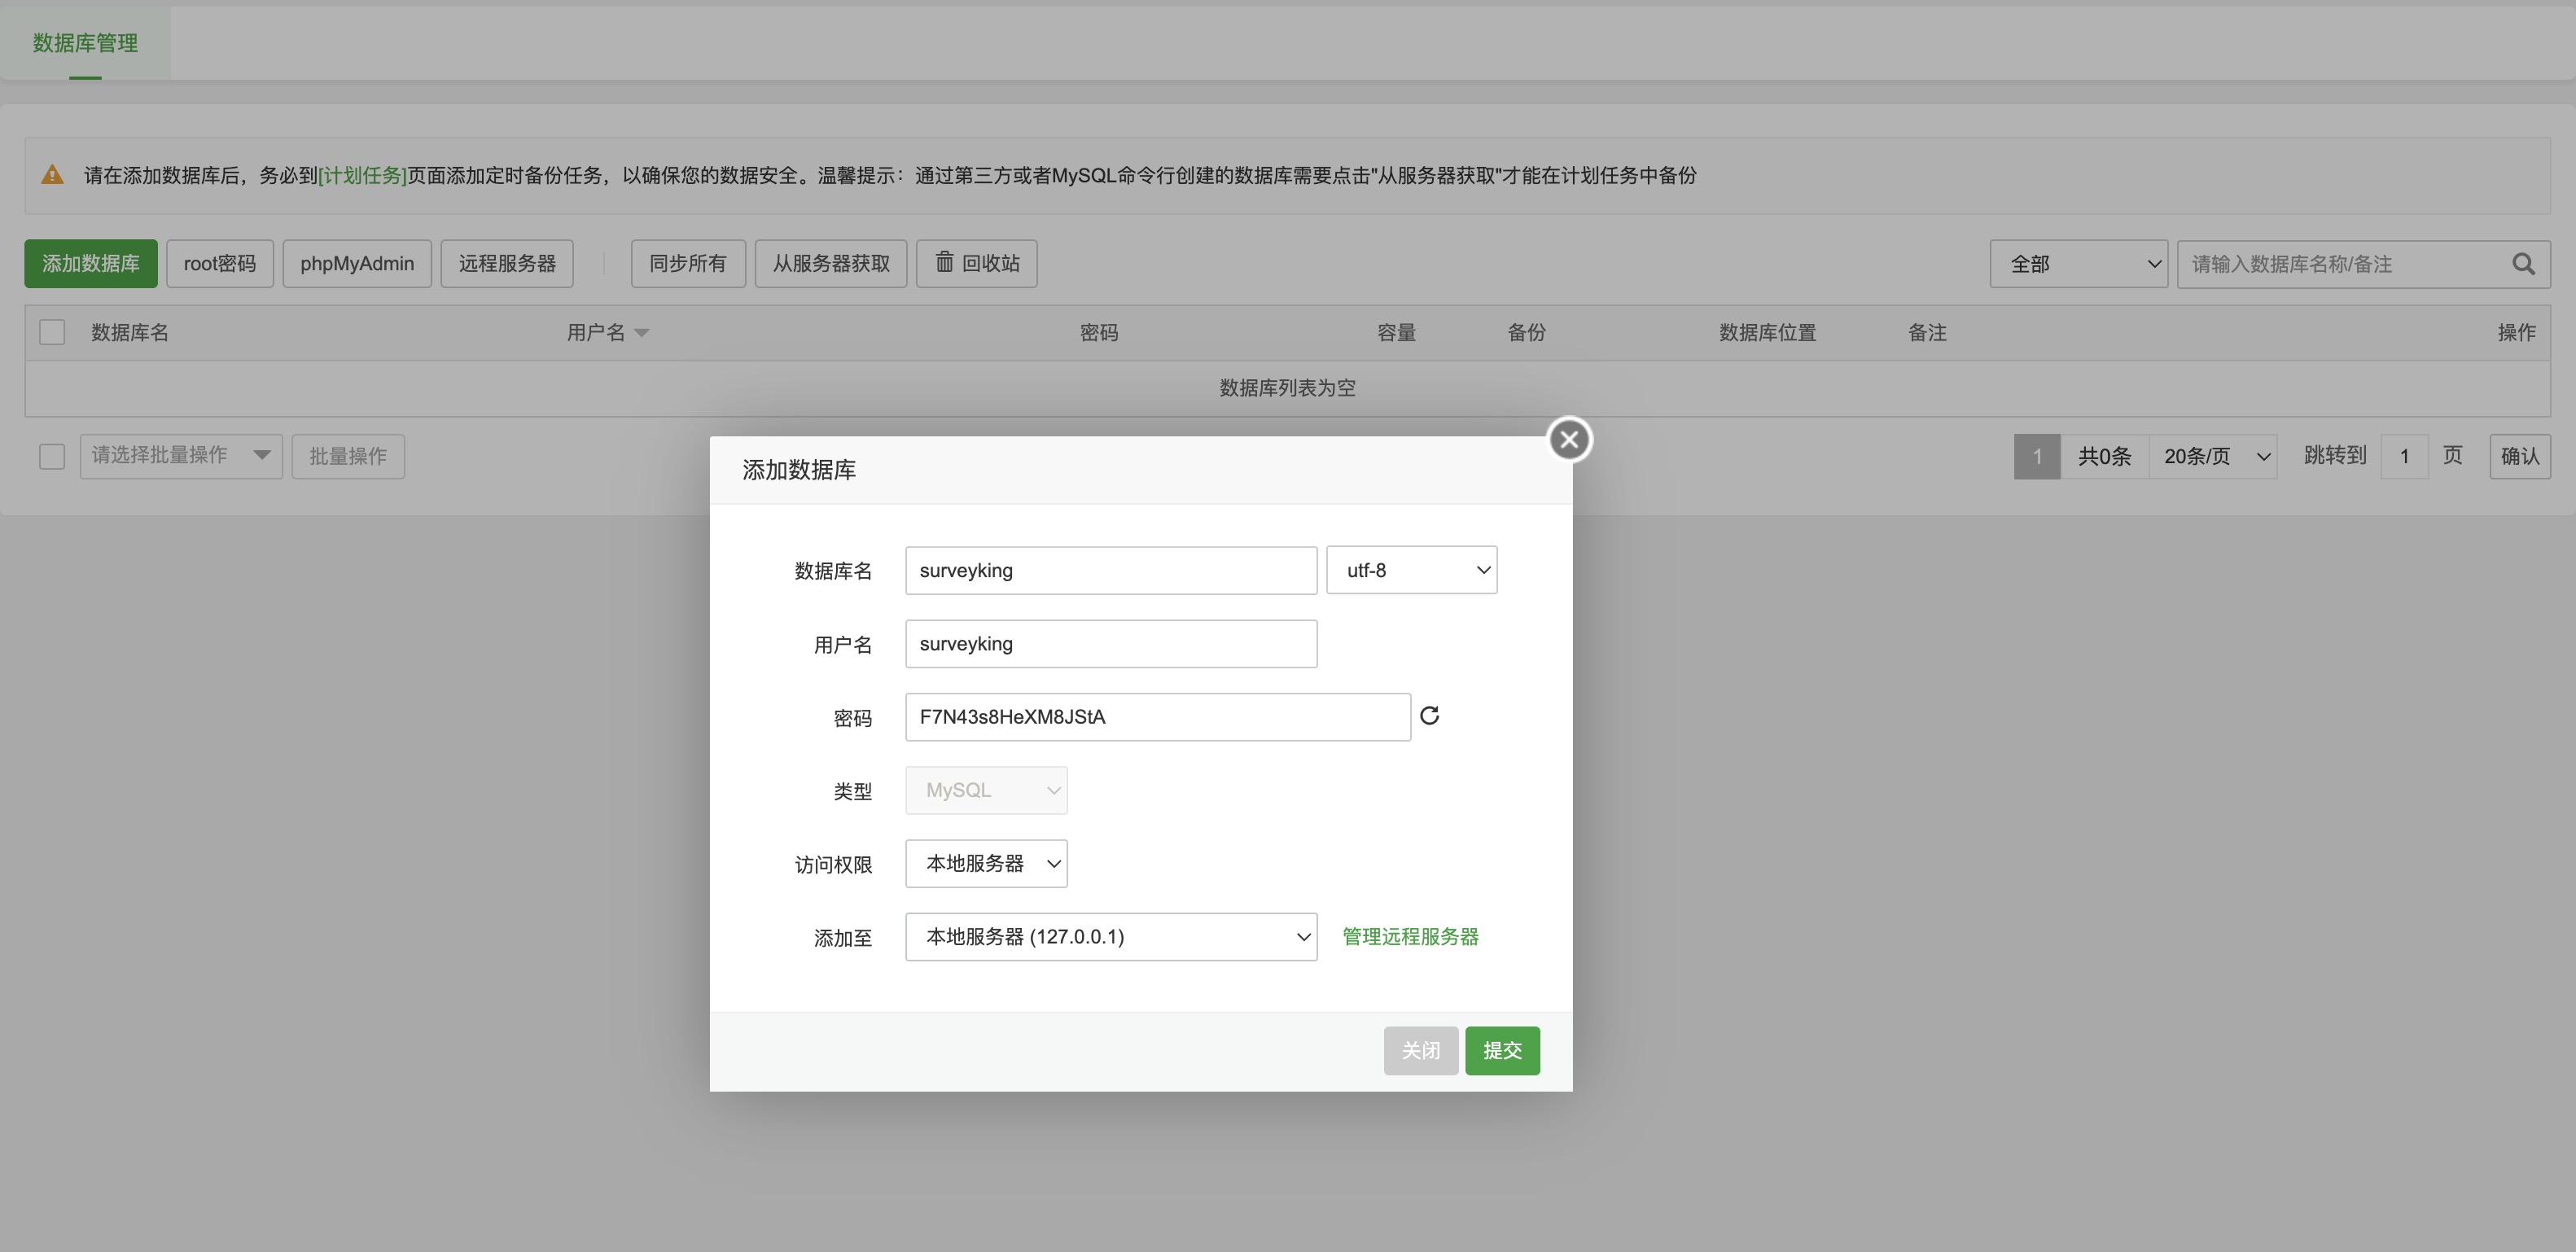 数据库管理
请在添加数据库后，务必到[计划任务]页面添加定时备份任务，以确保您的数据安全。温馨提示：通过第三方或者MySQL命令行创建的数据库需要点击"从服务器获取"才能在计划任务中备份
添加数据库 root密码 phpMyAdmin 远程服务器 同步所有 从服务器获取 回收站 全部 请输入数据库名称/备注
数据库名 用户名 密码 容量 备份 数据库位置 备注 操作
数据库列表为空
请选择批量操作 批量操作 1 共0条 20条/页 跳转到 1 页 确认
添加数据库
数据库名 surveyking utf-8
用户名 surveyking
密码 F7N43s8HeXM8JStA
类型 MySQL
访问权限 本地服务器
添加至 本地服务器 (127.0.0.1) 管理远程服务器
关闭 提交